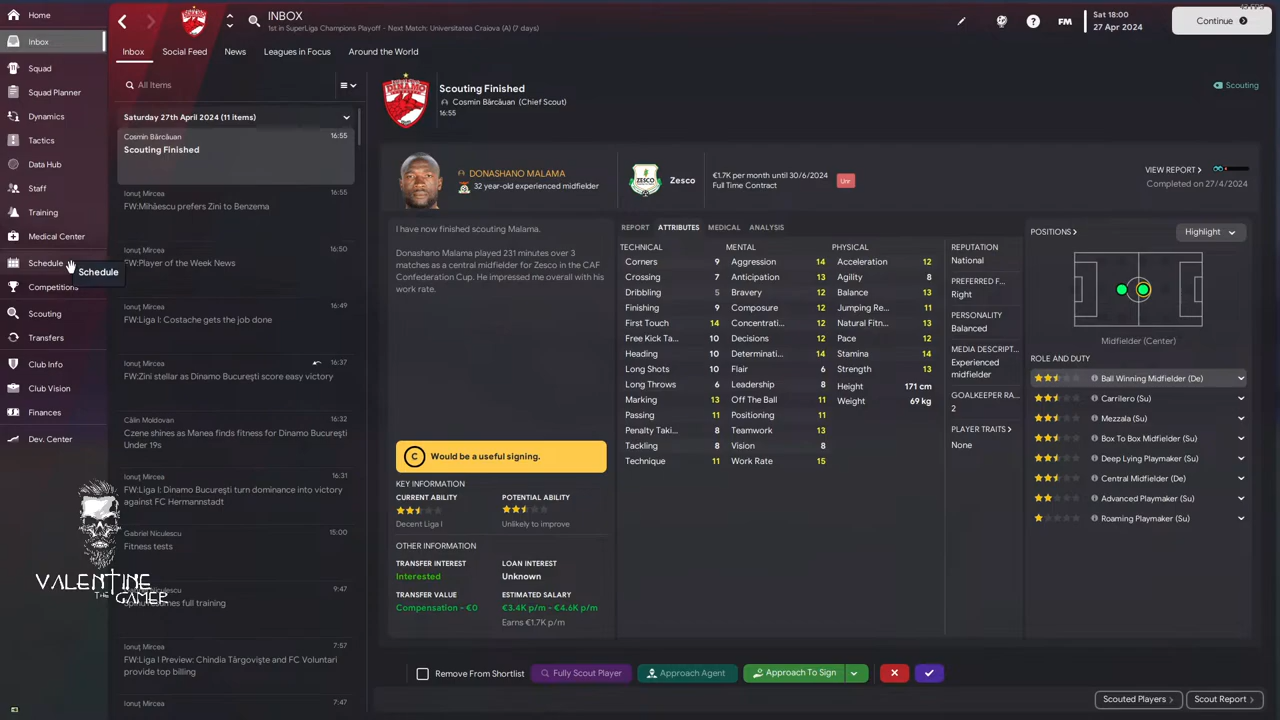 Home
INBOX
1st in SuperLiga Champions Playoff - Next Match: Universitatea Craiova (A) (7 days)
FM
Sat 18:00
27 Apr 2024
Continue
Inbox
Squad
Squad Planner
Dynamics
Tactics
Data Hub
Staff
Training
Medical Center
Schedule
Schedule
Competitions
Scouting
Transfers
Club Info
Club Vision
Finances
Dev. Center
Inbox
Social Feed
News
Leagues in Focus
Around the World
All Items
Saturday 27th April 2024 (11 items)
Cosmin Bărcăuan 16:55
Scouting Finished
Ionuț Mircea 16:55
FW:Mihăescu prefers Zini to Benzema
Ionuț Mircea 16:50
FW:Player of the Week News
Ionuț Mircea 16:49
FW:Liga I: Costache gets the job done
Ionuț Mircea 16:37
FW:Zini stellar as Dinamo București score easy victory
Călin Moldovan 16:32
Czene shines as Manea finds fitness for Dinamo București
Under 19s
Ionuț Mircea 16:31
FW:Liga I: Dinamo București turn dominance into victory
against FC Hermannstadt
Gabriel Niculescu 15:00
Fitness tests
Niculescu 9:47
resumes full training
Ionuț Mircea 7:57
FW:Liga I Preview: Chindia Târgoviște and FC Voluntari
provide top billing
Ionuț Mircea 7:47
VALENTINE
THE GAMER
DINAMO
Scouting Finished
Cosmin Bărcăuan (Chief Scout)
16:55
Scouting
DONASHANO MALAMA
32 year-old experienced midfielder
ZESCO
Zesco
€1.7K per month until 30/6/2024
Full Time Contract
Unr
VIEW REPORT
Completed on 27/4/2024
I have now finished scouting Malama.
Donashano Malama played 231 minutes over 3
matches as a central midfielder for Zesco in the CAF
Confederation Cup. He impressed me overall with his
work rate.
C Would be a useful signing.
KEY INFORMATION
CURRENT ABILITY POTENTIAL ABILITY
Decent Liga I Unlikely to improve
OTHER INFORMATION
TRANSFER INTEREST LOAN INTEREST
Interested Unknown
TRANSFER VALUE ESTIMATED SALARY
Compensation - €0 €3.4K p/m - €4.6K p/m
Earns €1.7K p/m
REPORT ATTRIBUTES MEDICAL ANALYSIS
TECHNICAL MENTAL PHYSICAL
Corners 9 Aggression 14 Acceleration 12
Crossing 7 Anticipation 13 Agility 8
Dribbling 5 Bravery 12 Balance 13
Finishing 9 Composure 12 Jumping Re... 11
First Touch 14 Concentrati... 12 Natural Fitn... 13
Free Kick Ta... 10 Decisions 12 Pace 12
Heading 10 Determinati... 14 Stamina 14
Long Shots 10 Flair 6 Strength 13
Long Throws 6 Leadership 8 Height 171 cm
Marking 13 Off The Ball 11 Weight 69 kg
Passing 11 Positioning 11
Penalty Taki... 8 Teamwork 13
Tackling 8 Vision 8
Technique 11 Work Rate 15
REPUTATION
National
PREFERRED F...
Right
PERSONALITY
Balanced
MEDIA DESCRIPT...
Experienced
midfielder
GOALKEEPER RA...
2
PLAYER TRAITS
None
POSITIONS
Highlight
Midfielder (Center)
ROLE AND DUTY
Ball Winning Midfielder (De)
Carrilero (Su)
Mezzala (Su)
Box To Box Midfielder (Su)
Deep Lying Playmaker (Su)
Central Midfielder (De)
Advanced Playmaker (Su)
Roaming Playmaker (Su)
Remove From Shortlist
Fully Scout Player
Approach Agent
Approach To Sign
Scouted Players
Scout Report